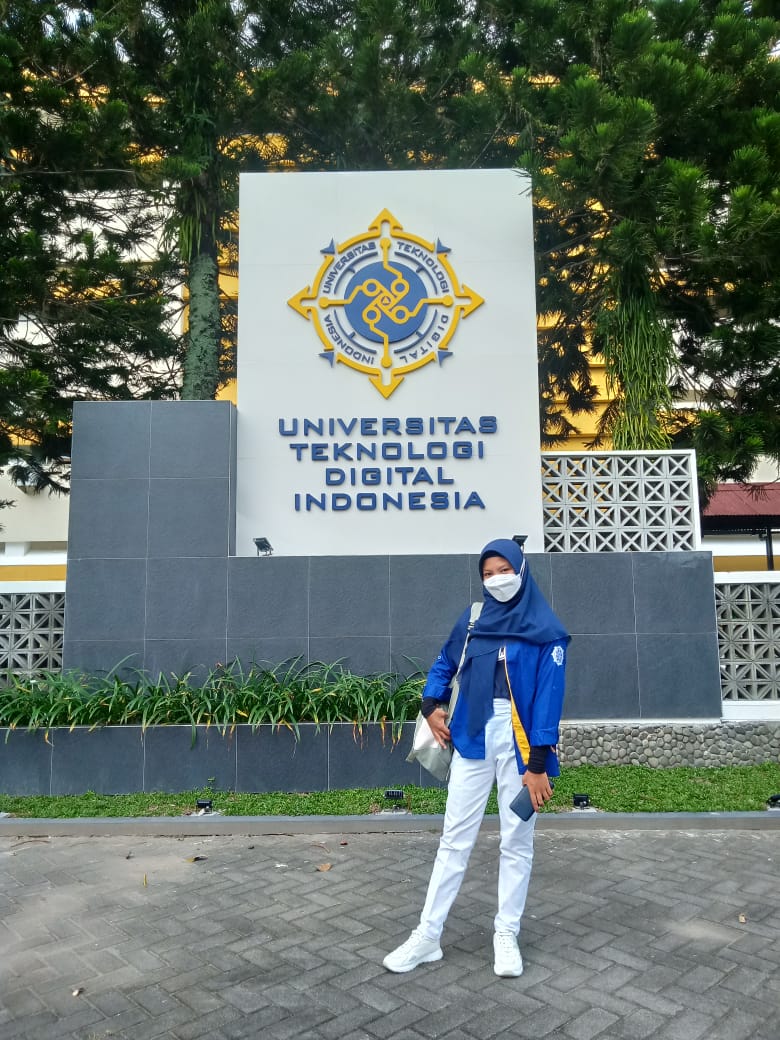 UNIVERSITAS TEKNOLOGI DIGITAL INDONESIA
UNIVERSITAS
TEKNOLOGI
DIGITAL
INDONESIA